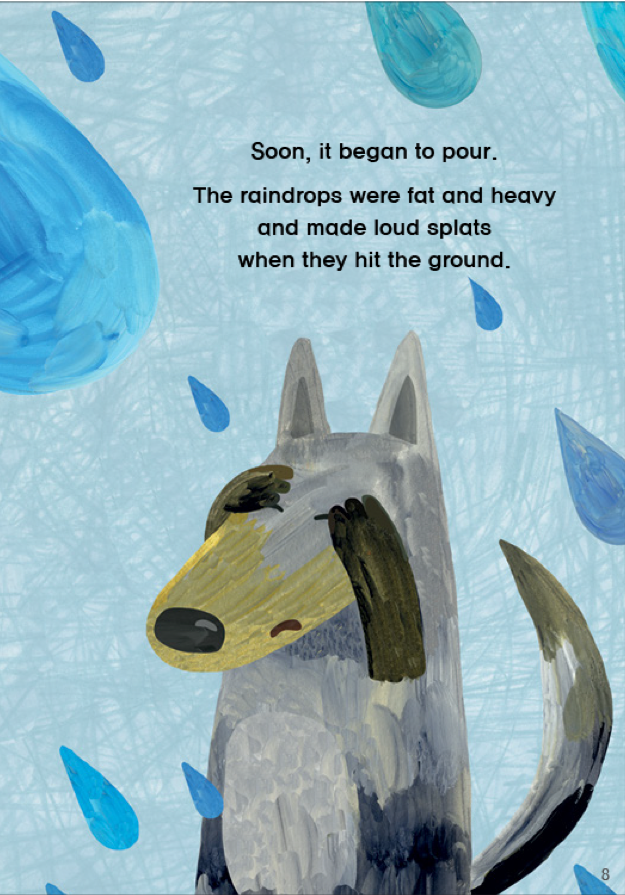 Soon, it began to pour.
The raindrops were fat and heavy
and made loud splats
when they hit the ground.
8